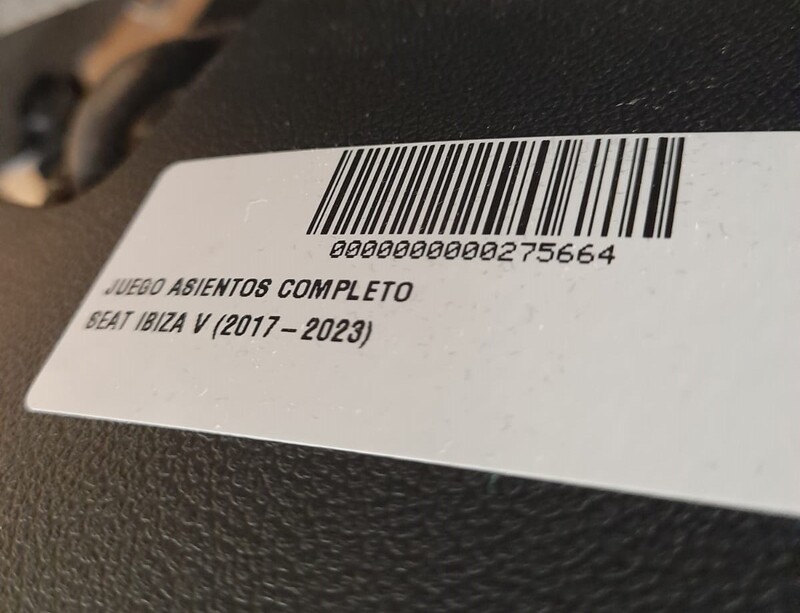 0000000000275664
JUEGO ASIENTOS COMPLETO
SEAT IBIZA V (2017-2023)